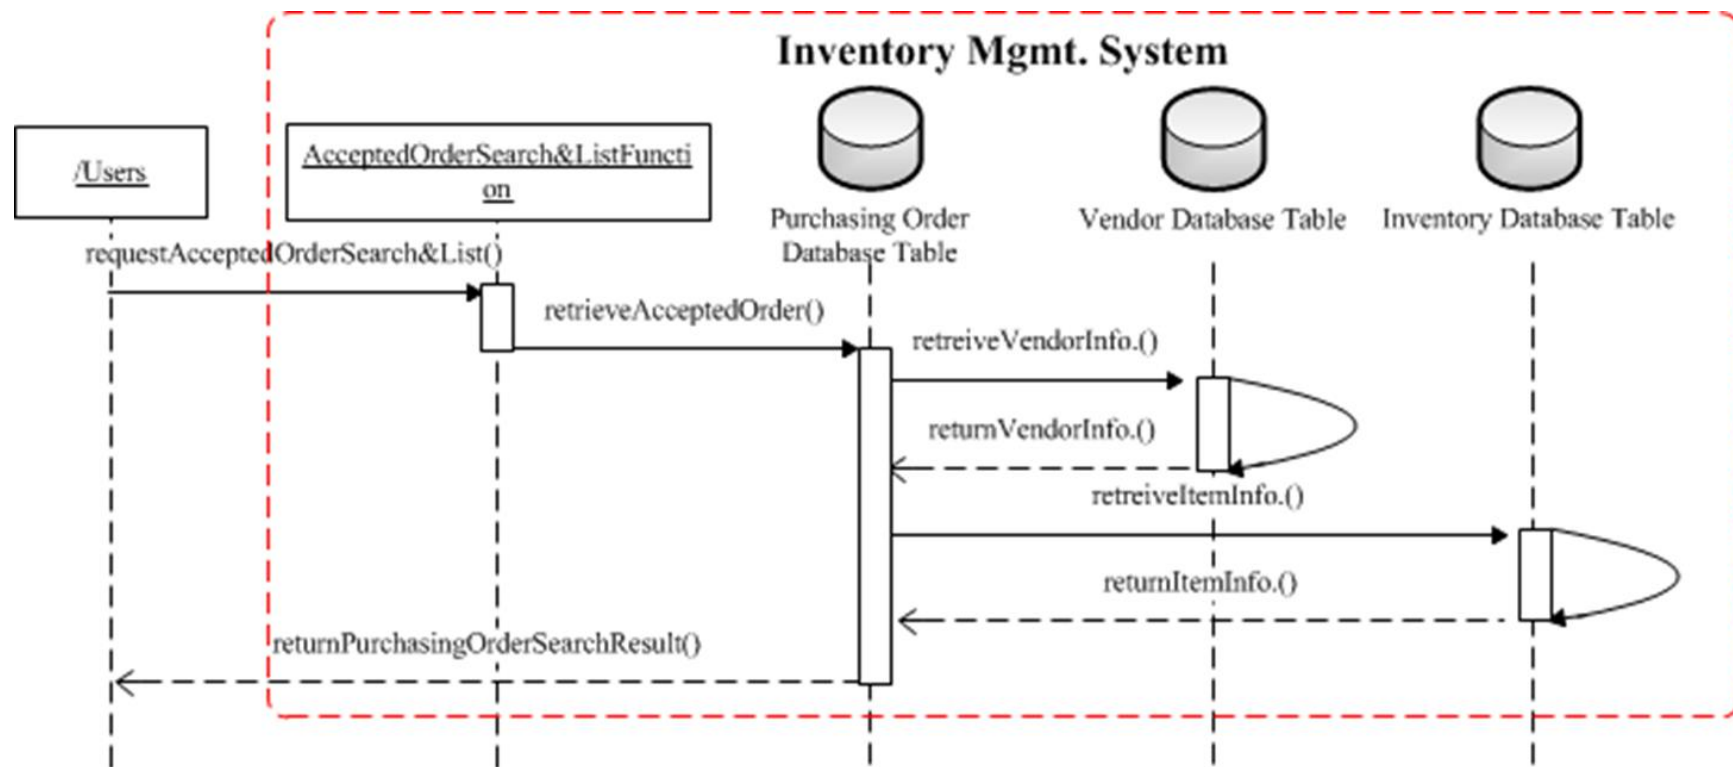 Inventory Mgmt. System
/Users
AcceptedOrderSearch&ListFuncti
on
Purchasing Order
Database Table
Vendor Database Table
Inventory Database Table
requestAcceptedOrderSearch&List()
retrieveAcceptedOrder()
retreiveVendorInfo.()
returnVendorInfo.()
retreiveItemInfo.()
returnItemInfo.()
returnPurchasingOrderSearchResult()